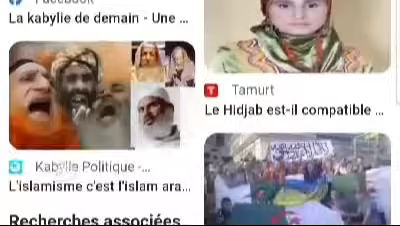 Facebook
La kabylie de demain - Une ...
Kabylie Politique -...
L'islamisme c'est l'islam ara...
Recherches associées
Tamurt
Le Hidjab est-il compatible ...